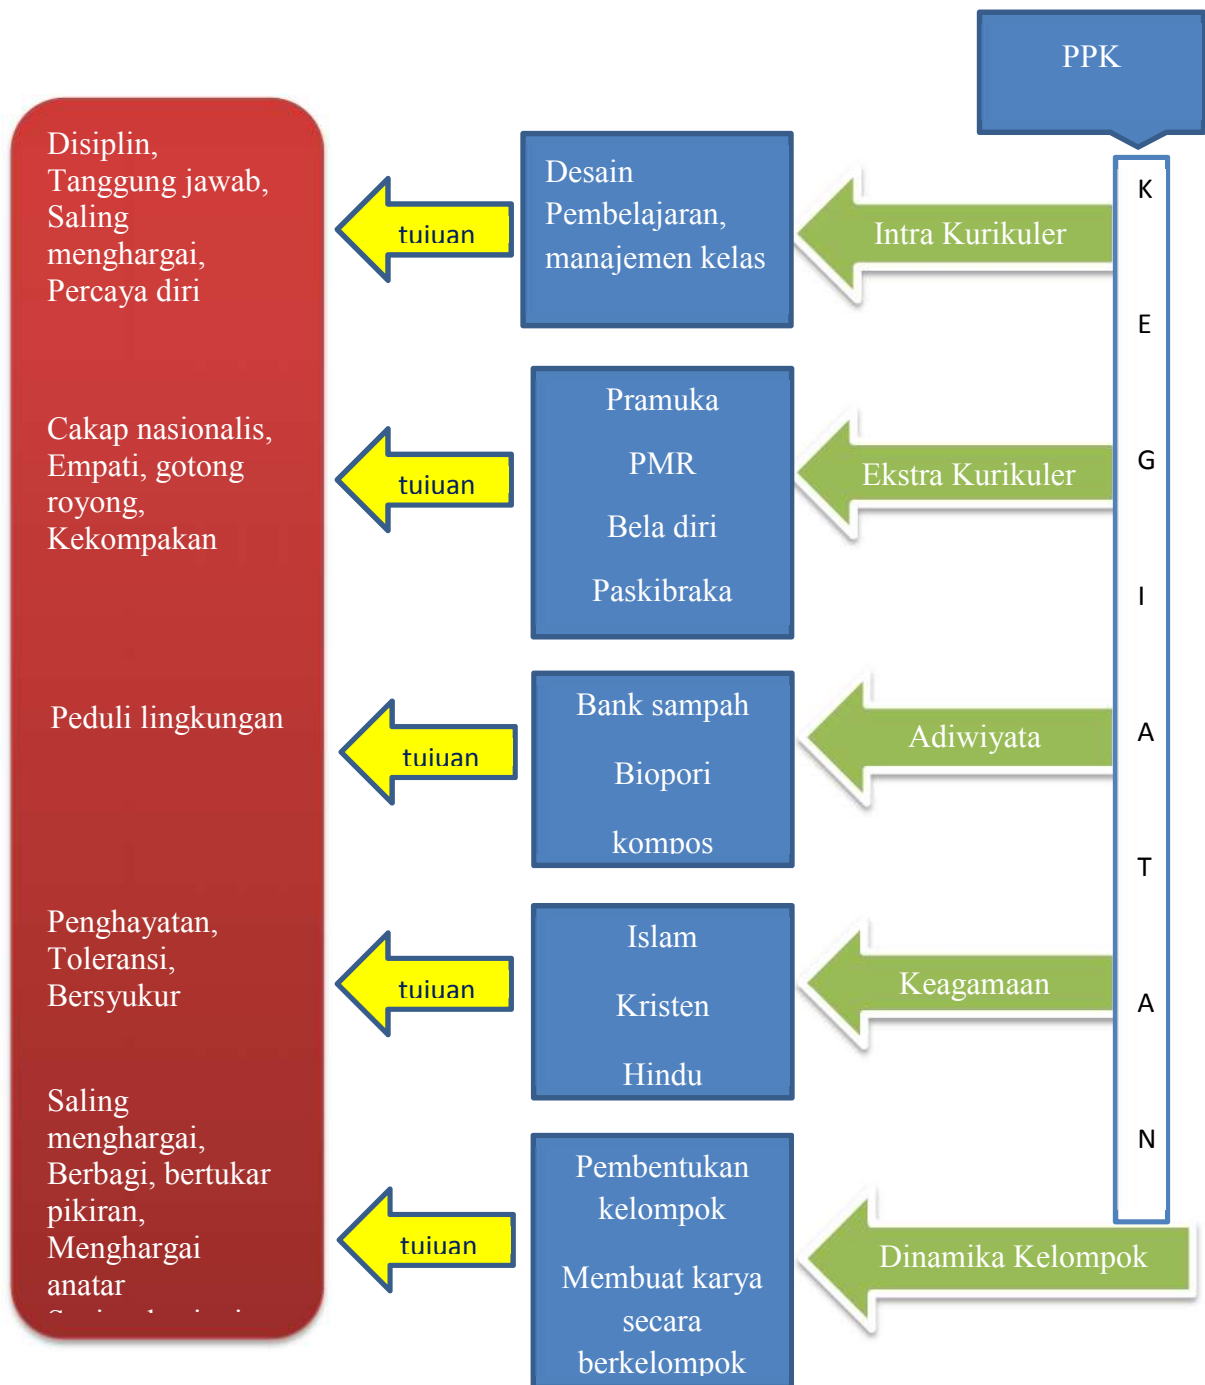 PPK
K
E
G
I
A
T
A
N
Intra Kurikuler
Desain
Pembelajaran,
manajemen kelas
tujuan
Disiplin,
Tanggung jawab,
Saling
menghargai,
Percaya diri
Ekstra Kurikuler
Pramuka
PMR
Bela diri
Paskibraka
tujuan
Cakap nasionalis,
Empati, gotong
royong,
Kekompakan
Adiwiyata
Bank sampah
Biopori
kompos
tujuan
Peduli lingkungan
Keagamaan
Islam
Kristen
Hindu
tujuan
Penghayatan,
Toleransi,
Bersyukur
Dinamika Kelompok
Pembentukan
kelompok
Membuat karya
secara
berkelompok
tujuan
Saling
menghargai,
Berbagi, bertukar
pikiran,
Menghargai
anatar